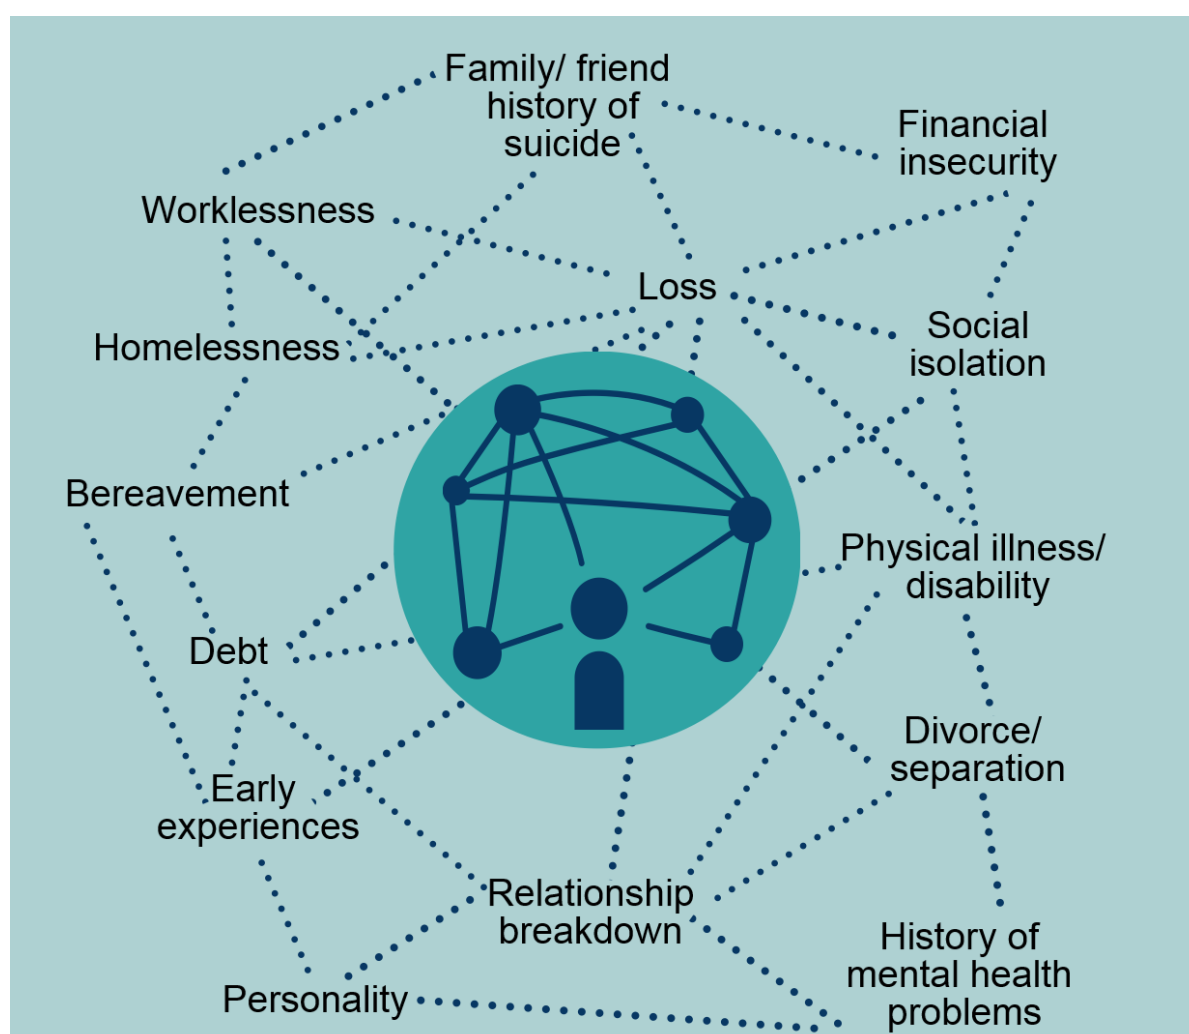 Family/ friend
history of
suicide
Financial
insecurity
Worklessness
Loss
Social
isolation
Homelessness
Bereavement
Physical illness/
disability
Debt
Divorce/
separation
Early
experiences
Relationship
breakdown
History of
mental health
problems
Personality